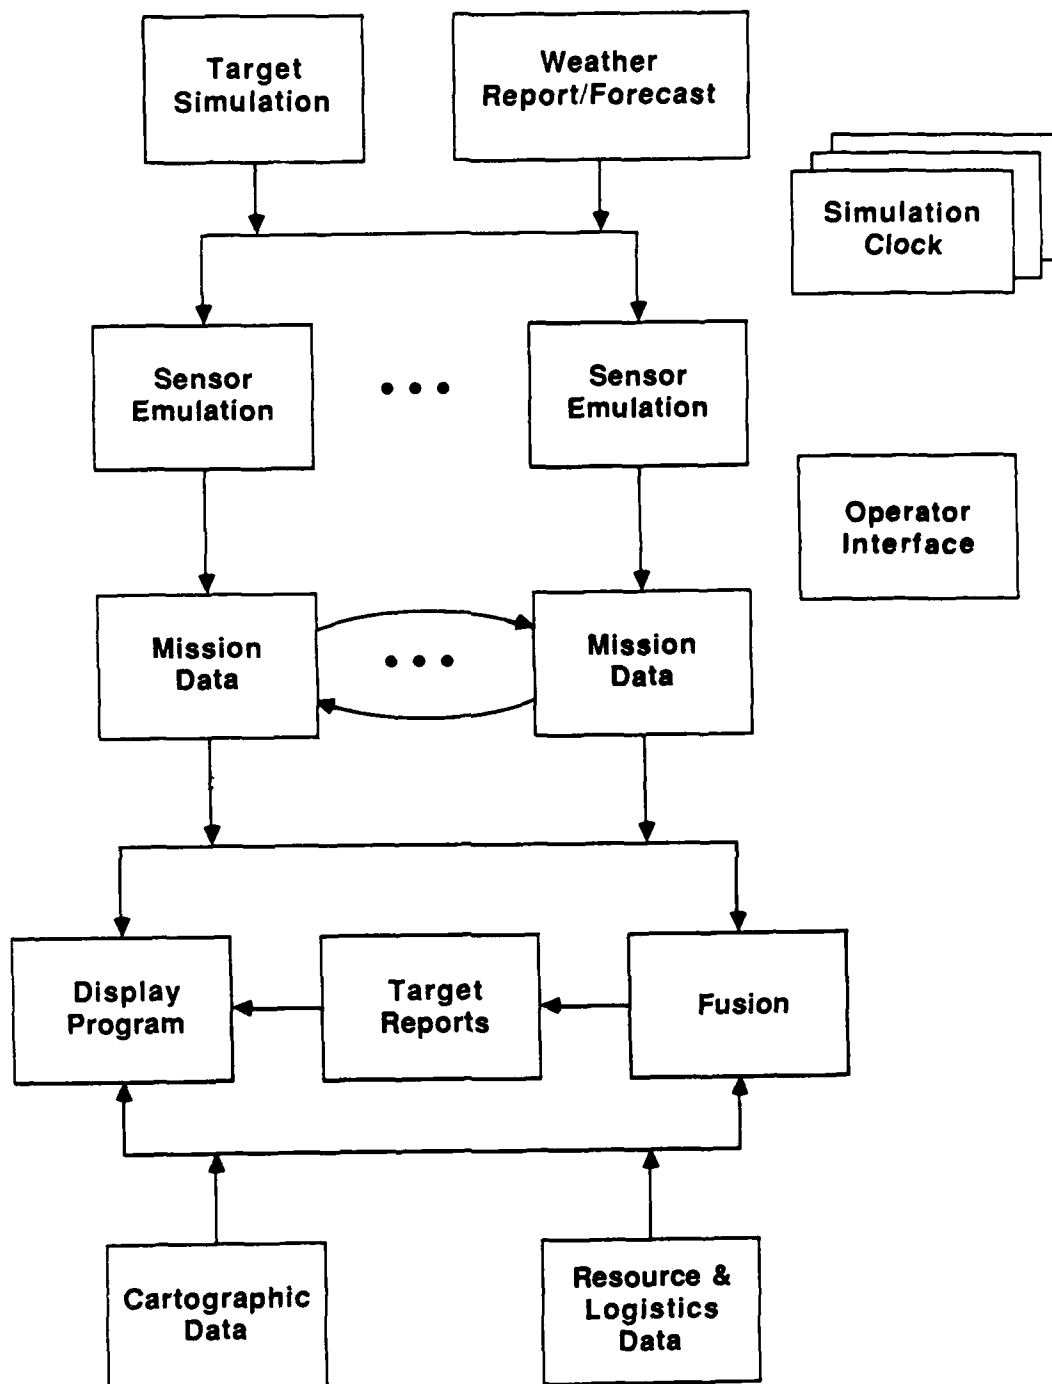 Target
Simulation
Weather
Report/Forecast
Simulation
Clock
Sensor
Emulation
Sensor
Emulation
Operator
Interface
Mission
Data
Mission
Data
Display
Program
Target
Reports
Fusion
Cartographic
Data
Resource &
Logistics
Data